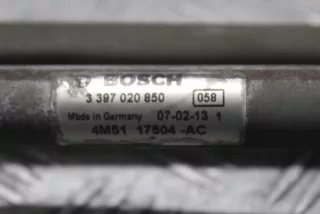 BOSCH
3 397 020 850 058
Made in Germany 07-02-13 1
4M51 17504 -AC